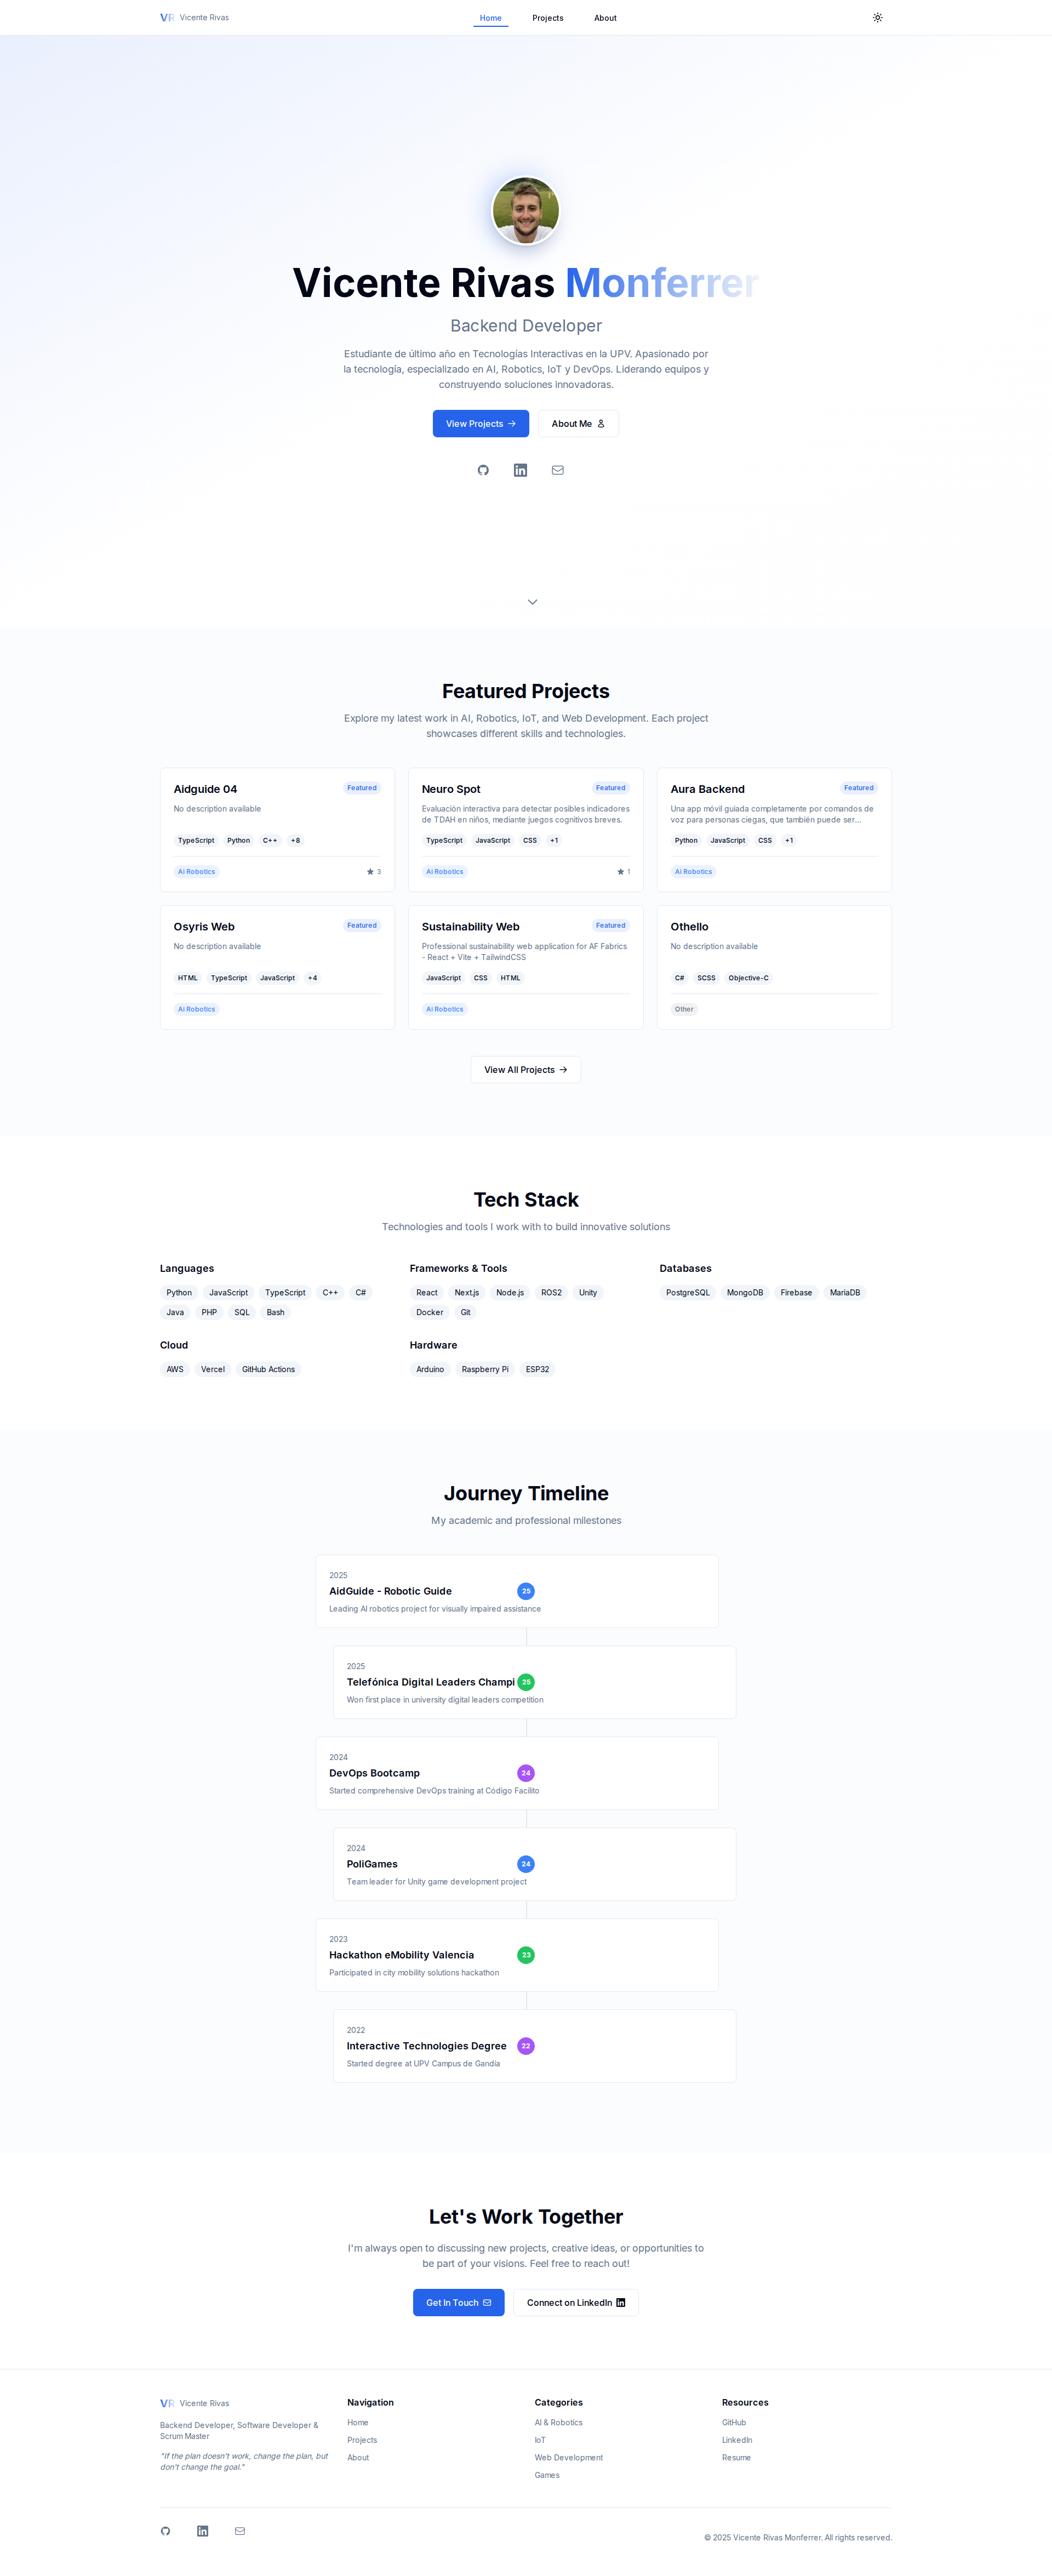 VR Vicente Rivas
Home Projects About
Vicente Rivas Monferrer
Backend Developer
Estudiante de último año en Tecnologías Interactivas en la UPV. Apasionado por
la tecnología, especializado en AI, Robotics, IoT y DevOps. Liderando equipos y
construyendo soluciones innovadoras.
View Projects
About Me
Featured Projects
Explore my latest work in AI, Robotics, IoT, and Web Development. Each project
showcases different skills and technologies.
Aidguide 04 Featured
No description available
TypeScript Python C++ +8
Ai Robotics 3
Neuro Spot Featured
Evaluación interactiva para detectar posibles indicadores
de TDAH en niños, mediante juegos cognitivos breves.
TypeScript JavaScript CSS +1
Ai Robotics 1
Aura Backend Featured
Una app móvil guiada completamente por comandos de
voz para personas ciegas, que también puede ser...
Python JavaScript CSS +1
Ai Robotics
Osyris Web Featured
No description available
HTML TypeScript JavaScript +4
Ai Robotics
Sustainability Web Featured
Professional sustainability web application for AF Fabrics
- React + Vite + TailwindCSS
JavaScript CSS HTML
Ai Robotics
Othello
No description available
C# SCSS Objective-C
Other
View All Projects
Tech Stack
Technologies and tools I work with to build innovative solutions
Languages
Python JavaScript TypeScript C++ C#
Java PHP SQL Bash
Frameworks & Tools
React Next.js Node.js ROS2 Unity
Docker Git
Databases
PostgreSQL MongoDB Firebase MariaDB
Cloud
AWS Vercel GitHub Actions
Hardware
Arduino Raspberry Pi ESP32
Journey Timeline
My academic and professional milestones
2025
AidGuide - Robotic Guide 25
Leading AI robotics project for visually impaired assistance
2025
Telefónica Digital Leaders Champi 25
Won first place in university digital leaders competition
2024
DevOps Bootcamp 24
Started comprehensive DevOps training at Código Facilito
2024
PoliGames 24
Team leader for Unity game development project
2023
Hackathon eMobility Valencia 23
Participated in city mobility solutions hackathon
2022
Interactive Technologies Degree 22
Started degree at UPV Campus de Gandía
Let's Work Together
I'm always open to discussing new projects, creative ideas, or opportunities to
be part of your visions. Feel free to reach out!
Get In Touch
Connect on LinkedIn
VR Vicente Rivas
Backend Developer, Software Developer &
Scrum Master
"If the plan doesn't work, change the plan, but
don't change the goal."
Navigation
Home
Projects
About
Categories
AI & Robotics
IoT
Web Development
Games
Resources
GitHub
LinkedIn
Resume
© 2025 Vicente Rivas Monferrer. All rights reserved.